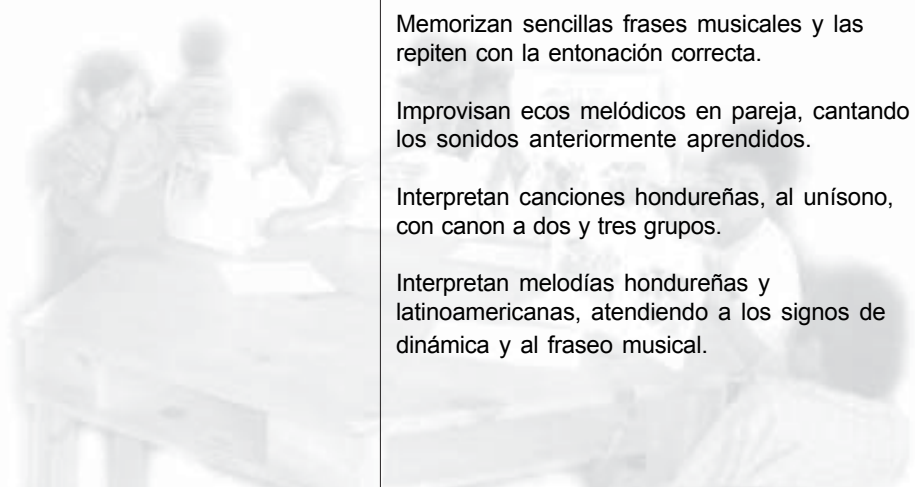 Memorizan sencillas frases musicales y las
repiten con la entonación correcta.
Improvisan ecos melódicos en pareja, cantando
los sonidos anteriormente aprendidos.
Interpretan canciones hondureñas, al unísono,
con canon a dos y tres grupos.
Interpretan melodías hondureñas y
latinoamericanas, atendiendo a los signos de
dinámica y al fraseo musical.